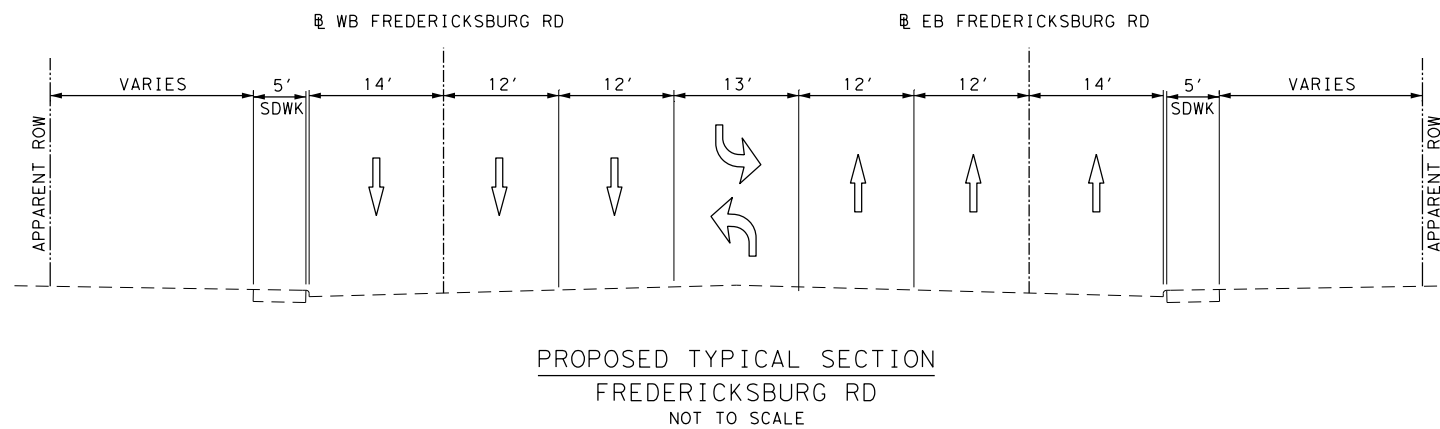 ℄ WB FREDERICKSBURG RD
℄ EB FREDERICKSBURG RD
VARIES 5' 14' 12' 12' 13' 12' 12' 14' 5' VARIES
SDWK SDWK
APPARENT ROW
APPARENT ROW
PROPOSED TYPICAL SECTION
FREDERICKSBURG RD
NOT TO SCALE